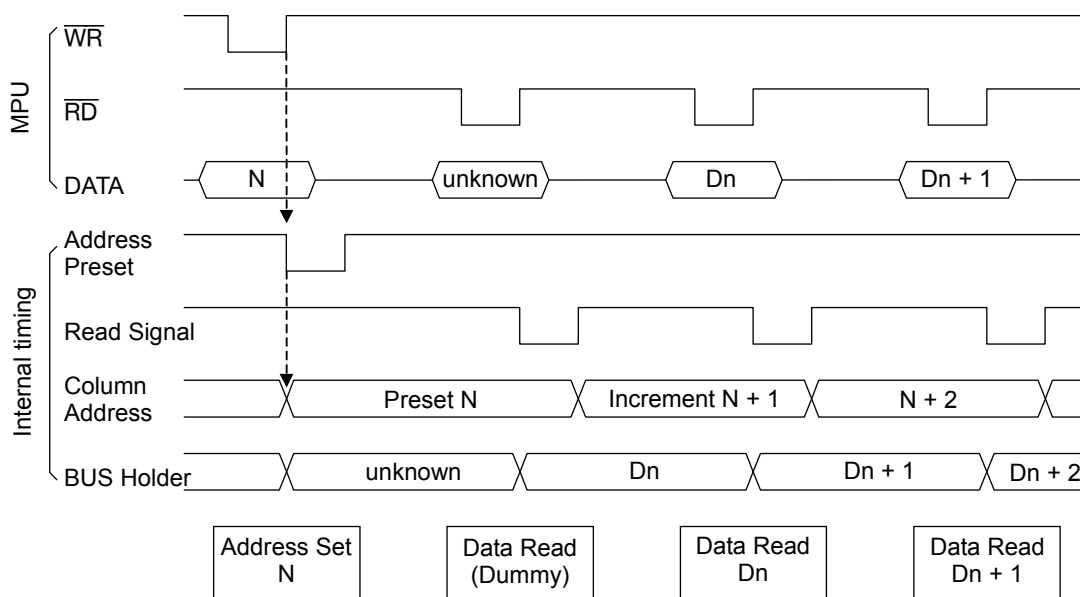 MPU
WR
RD
DATA
N
unknown
Dn
Dn + 1
Internal timing
Address
Preset
Read Signal
Column
Address
Preset N
Increment N + 1
N + 2
BUS Holder
unknown
Dn
Dn + 1
Dn + 2
Address Set
N
Data Read
(Dummy)
Data Read
Dn
Data Read
Dn + 1